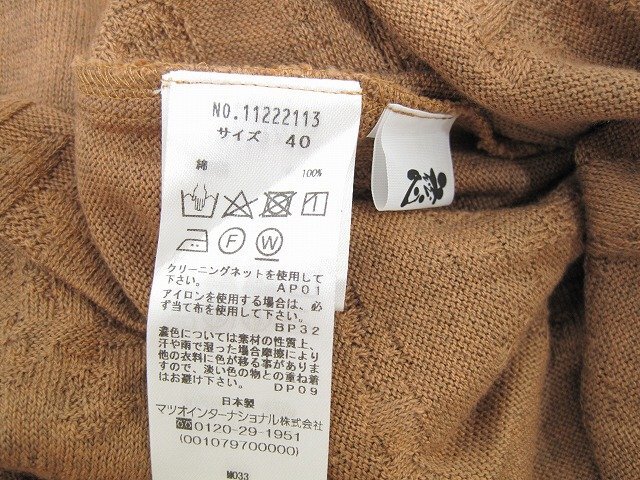 NO.11222113
サイズ 40
綿 100%
F W
クリーニングネットを使用して
下さい。 AP01
アイロンを使用する場合は、必
ず当て布を使用して下さい。
BP32
濃色については素材の性質上、
汗や雨で湿った場合摩擦により
他の衣料に色が移る事があります
ので、淡い色の物との重ね着
はお避け下さい。 DP09
日本製
マツオインターナショナル株式会社
0120-29-1951
(001079700000)
M033